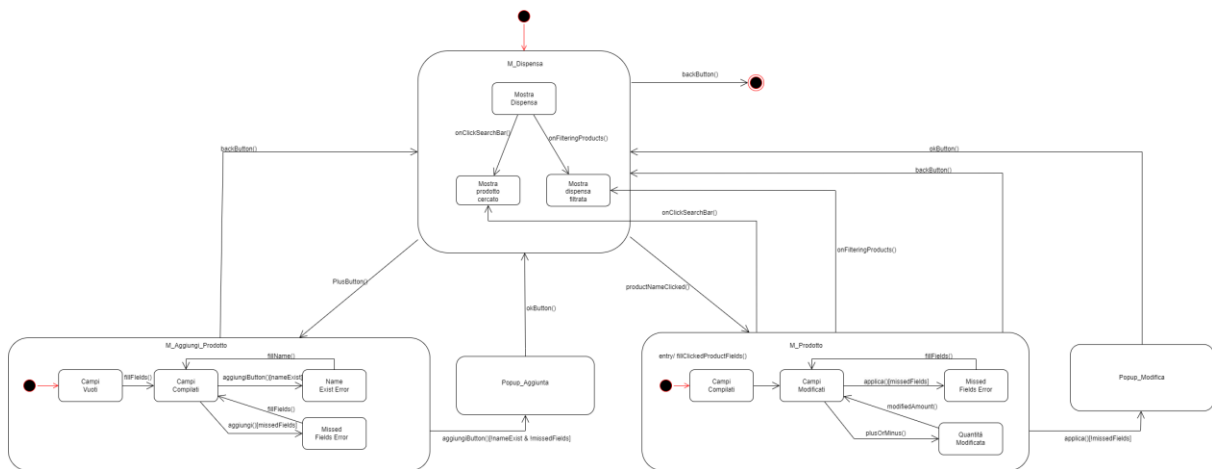 M_Dispensa
backButton()
Mostra
Dispensa
onClickSearchBar()
onFilteringProducts()
backButton()
okButton()
backButton()
Mostra
prodotto
cercato
Mostra
dispensa
filtrata
onClickSearchBar()
onFilteringProducts()
PlusButton()
productNameClicked()
okButton()
M_Aggiungi_Prodotto
fillName()
Campi
Vuoti
fillFields()
Campi
Compilati
aggiungiButton()[nameExist]
Name
Exist Error
fillFields()
aggiungi()[missedFields]
Missed
Fields Error
Popup_Aggiunta
aggiungiButton()[!nameExist & !missedFields]
M_Prodotto
entry/ fillClickedProductFields()
fillFields()
Campi
Compilati
Campi
Modificati
applica()[missedFields]
Missed
Fields Error
modifiedAmount()
plusOrMinus()
Quantità
Modificata
Popup_Modifica
applica()[!missedFields]